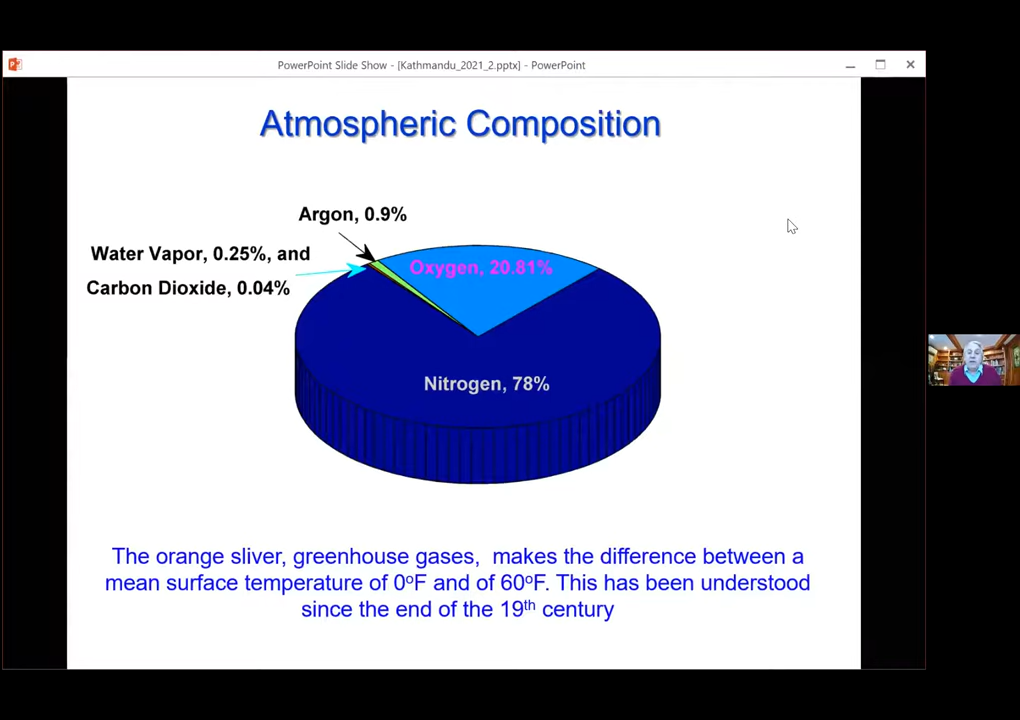 PowerPoint Slide Show - [Kathmandu_2021_2.pptx] - PowerPoint
Atmospheric Composition
Argon, 0.9%
Water Vapor, 0.25%, and
Carbon Dioxide, 0.04%
Oxygen, 20.81%
Nitrogen, 78%
The orange sliver, greenhouse gases,  makes the difference between a
mean surface temperature of 0ºF and of 60ºF. This has been understood
since the end of the 19th century